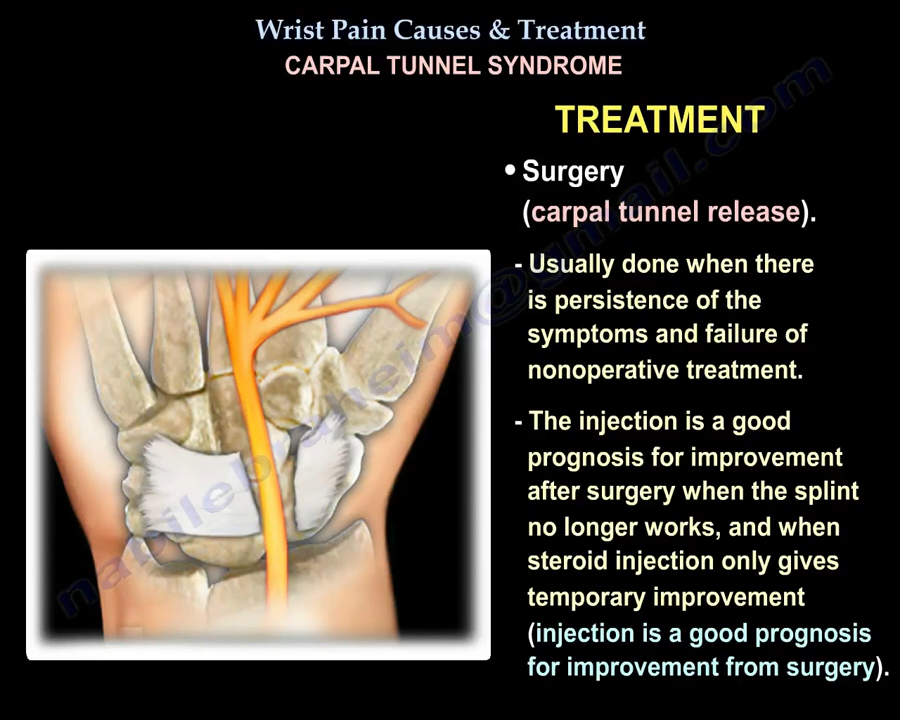 Wrist Pain Causes & Treatment
CARPAL TUNNEL SYNDROME
TREATMENT
• Surgery
(carpal tunnel release).
- Usually done when there
is persistence of the
symptoms and failure of
nonoperative treatment.
- The injection is a good
prognosis for improvement
after surgery when the splint
no longer works, and when
steroid injection only gives
temporary improvement
(injection is a good prognosis
for improvement from surgery).
nabilebraheim@gmail.com